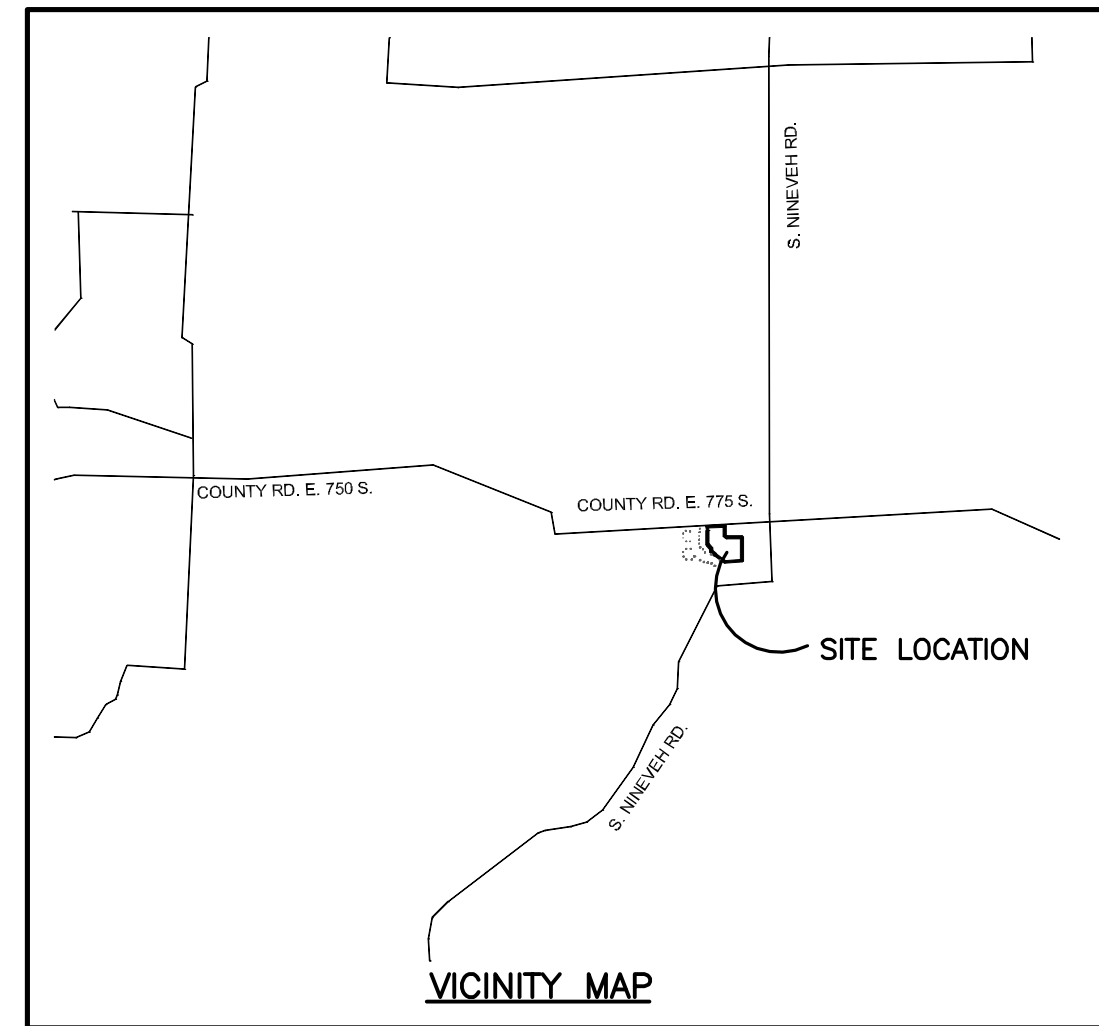 S. NINEVEH RD.
COUNTY RD. E. 750 S.
COUNTY RD. E. 775 S.
SITE LOCATION
S. NINEVEH RD.
VICINITY MAP